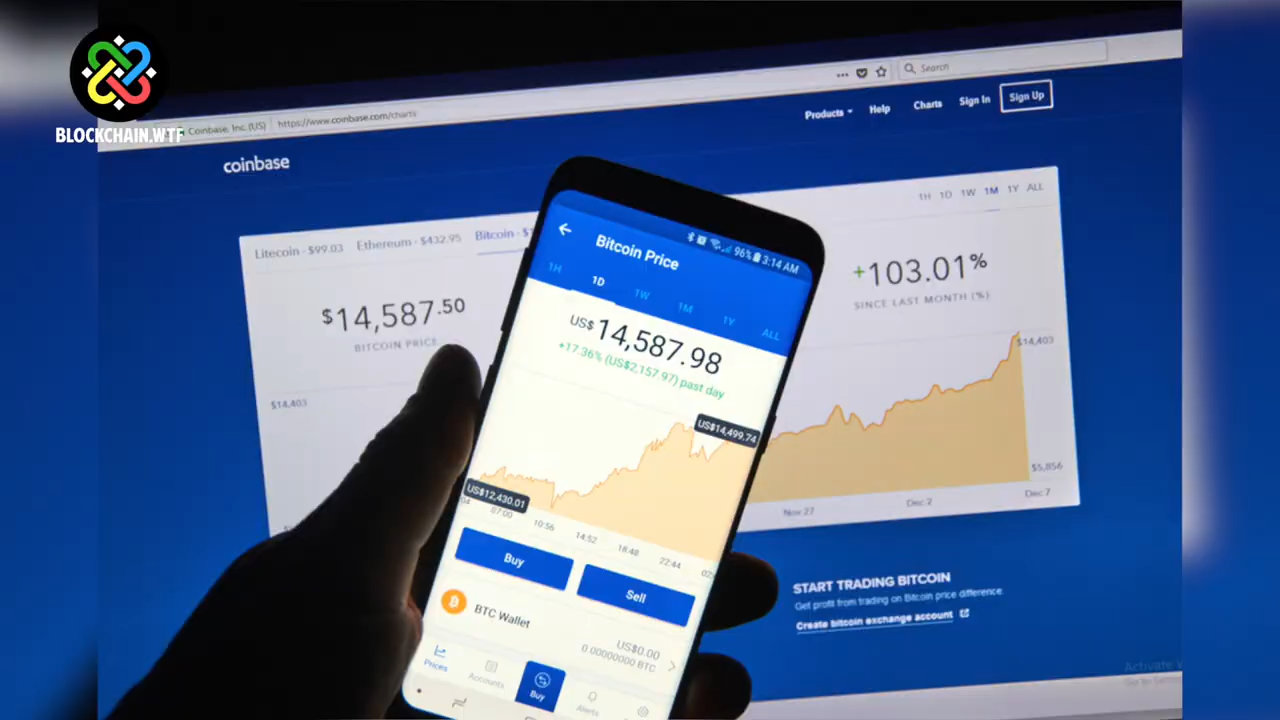 BLOCKCHAIN.WTF
Search
Coinbase, Inc. (US) https://www.coinbase.com/charts
Products Help Charts Sign In Sign Up
coinbase
1H 1D 1W 1M 1Y ALL
Litecoin · $99.03 Ethereum · $432.95 Bitcoin · $1
$14,587.50
BITCOIN PRICE
+103.01%
SINCE LAST MONTH (%)
$14,403
$14,403
$5,856
Nov 27 Dec 2 Dec 7
96% 3:14 AM
Bitcoin Price
1H 1D 1W 1M 1Y ALL
US$ 14,587.98
+17.36% (US$2,157.97) past day
US$14,499.74
US$12,430.01
04 07:00 10:56 14:52 18:48 22:44 02:
Buy Sell
BTC Wallet
US$0.00
0.00000000 BTC
Prices Accounts Buy Alerts
START TRADING BITCOIN
Get profit from trading on Bitcoin price difference
Create bitcoin exchange account
Activate W